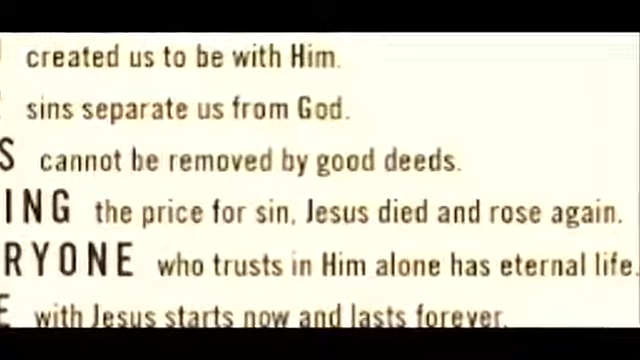 created us to be with Him.
sins separate us from God.
S cannot be removed by good deeds.
ING the price for sin, Jesus died and rose again.
RYONE who trusts in Him alone has eternal life.
E with Jesus starts now and lasts forever.